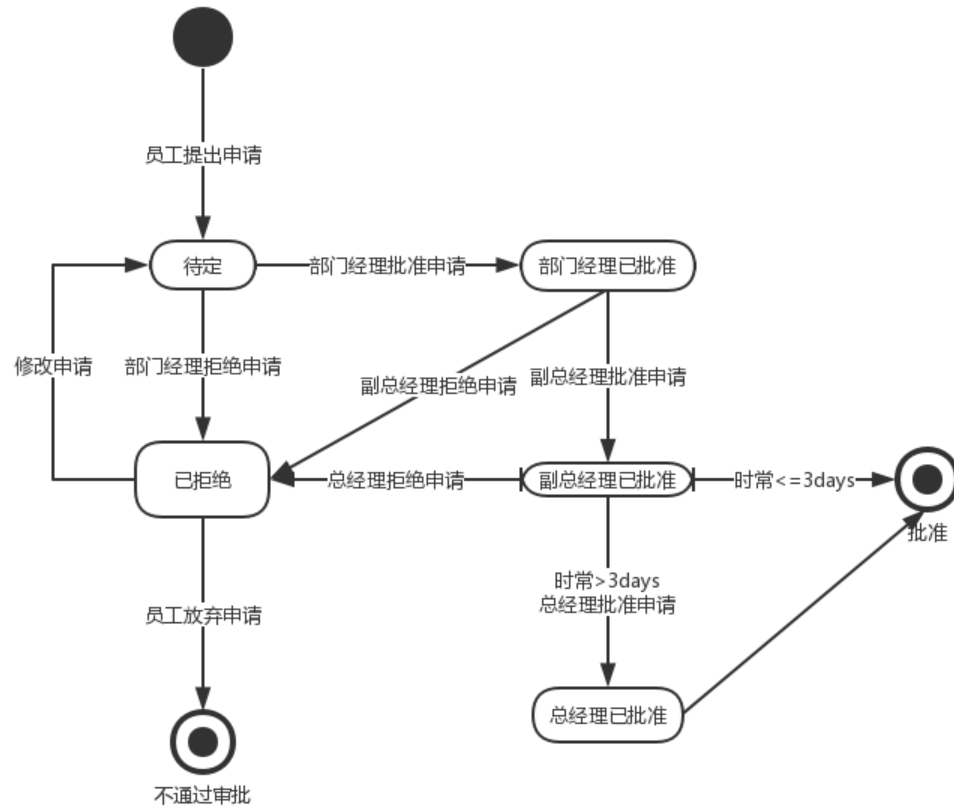 员工提出申请
待定
部门经理批准申请
部门经理已批准
修改申请
部门经理拒绝申请
副总经理拒绝申请
副总经理批准申请
已拒绝
总经理拒绝申请
副总经理已批准
时常<=3days
批准
时常>3days
总经理批准申请
员工放弃申请
总经理已批准
不通过审批